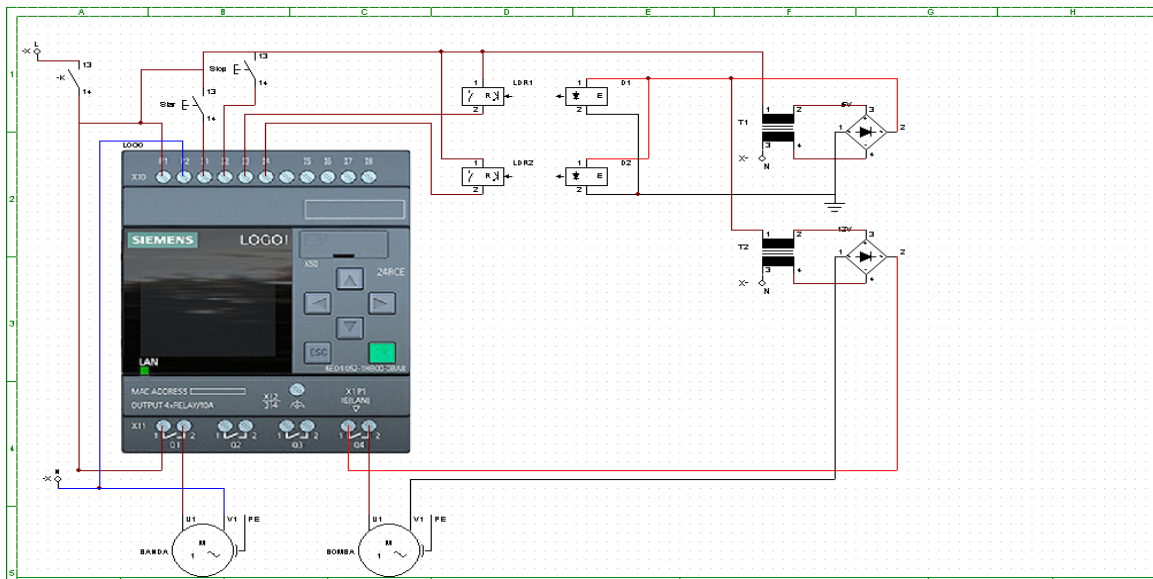 A B C D E F G H
1
2
3
4
5
-X L
-K 13
14
Stop 13
14
Star 13
14
LDR1 1
R
2
LDR2 1
R
2
D1 1
E
2
D2 1
E
2
T1 1 2
3 4
X- N
5V 3
1 2
4
T2 1 2
3 4
X- N
12V 3
1 2
4
LOGO
P1 P2 I1 I2 I3 I4 I5 I6 I7 I8
X10
SIEMENS LOGO!
X50
24RCE
ESC OK
LAN
6ED1 052-1HB00-0BA8
MAC ADDRESS
OUTPUT 4xRELAY/10A
X1 P1
IE(LAN)
X11 1 2 1 2 1 2 1 2
Q1 Q2 Q3 Q4
-X N
U1 V1 PE
BANDA M
1
U1 V1 PE
BOMBA M
1